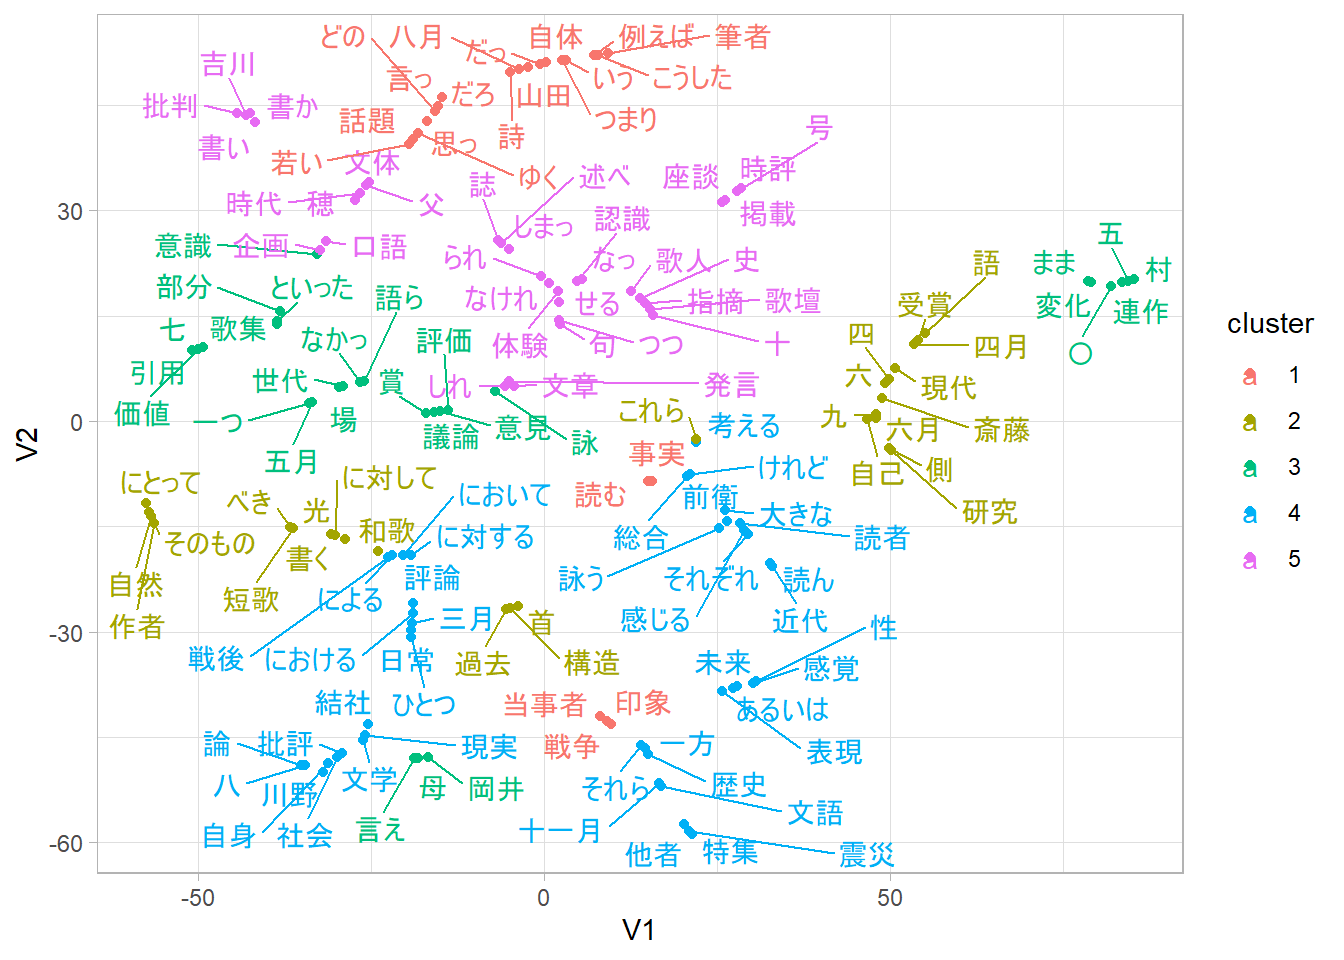 どの 八月 だっ 自体 例えば 筆者
吉川 言っ だろ 山田 いう こうした
批判 書か 話題 詩 つまり 号
書い 若い 思っ 座談 時評
文体 ゆく 述べ
時代 穂 父 誌 しまっ 認識 掲載
意識 企画 口語 られ なっ 歌人 史 五
部分 といった 語ら なけれ せる 指摘 歌壇 語 まま 村
七 歌集 なかっ 評価 体験 句 つつ 十 受賞 変化 連作
引用 世代 賞 しれ 文章 発言 四 四月 〇
価値 一つ 場 議論 意見 これら 六 現代
五月 詠 考える 九 六月 斎藤
にとって に対して 事実 けれど 自己 側
べき 光 において 読む 前衛 大きな 研究
そのもの 書く 和歌 に対する 総合 読者
自然 短歌 による 評論 詠う それぞれ 読ん
作者 三月 首 感じる 近代 性
戦後 における 日常 過去 構造 未来 感覚
結社 ひとつ 当事者 印象 あるいは
論 批評 現実 戦争 一方 表現
八 川野 文学 母 岡井 それら 歴史
自身 社会 言え 十一月 文語
他者 特集 震災
30
0
-30
-60
-50 0 50
V1
V2
cluster
a 1
a 2
a 3
a 4
a 5